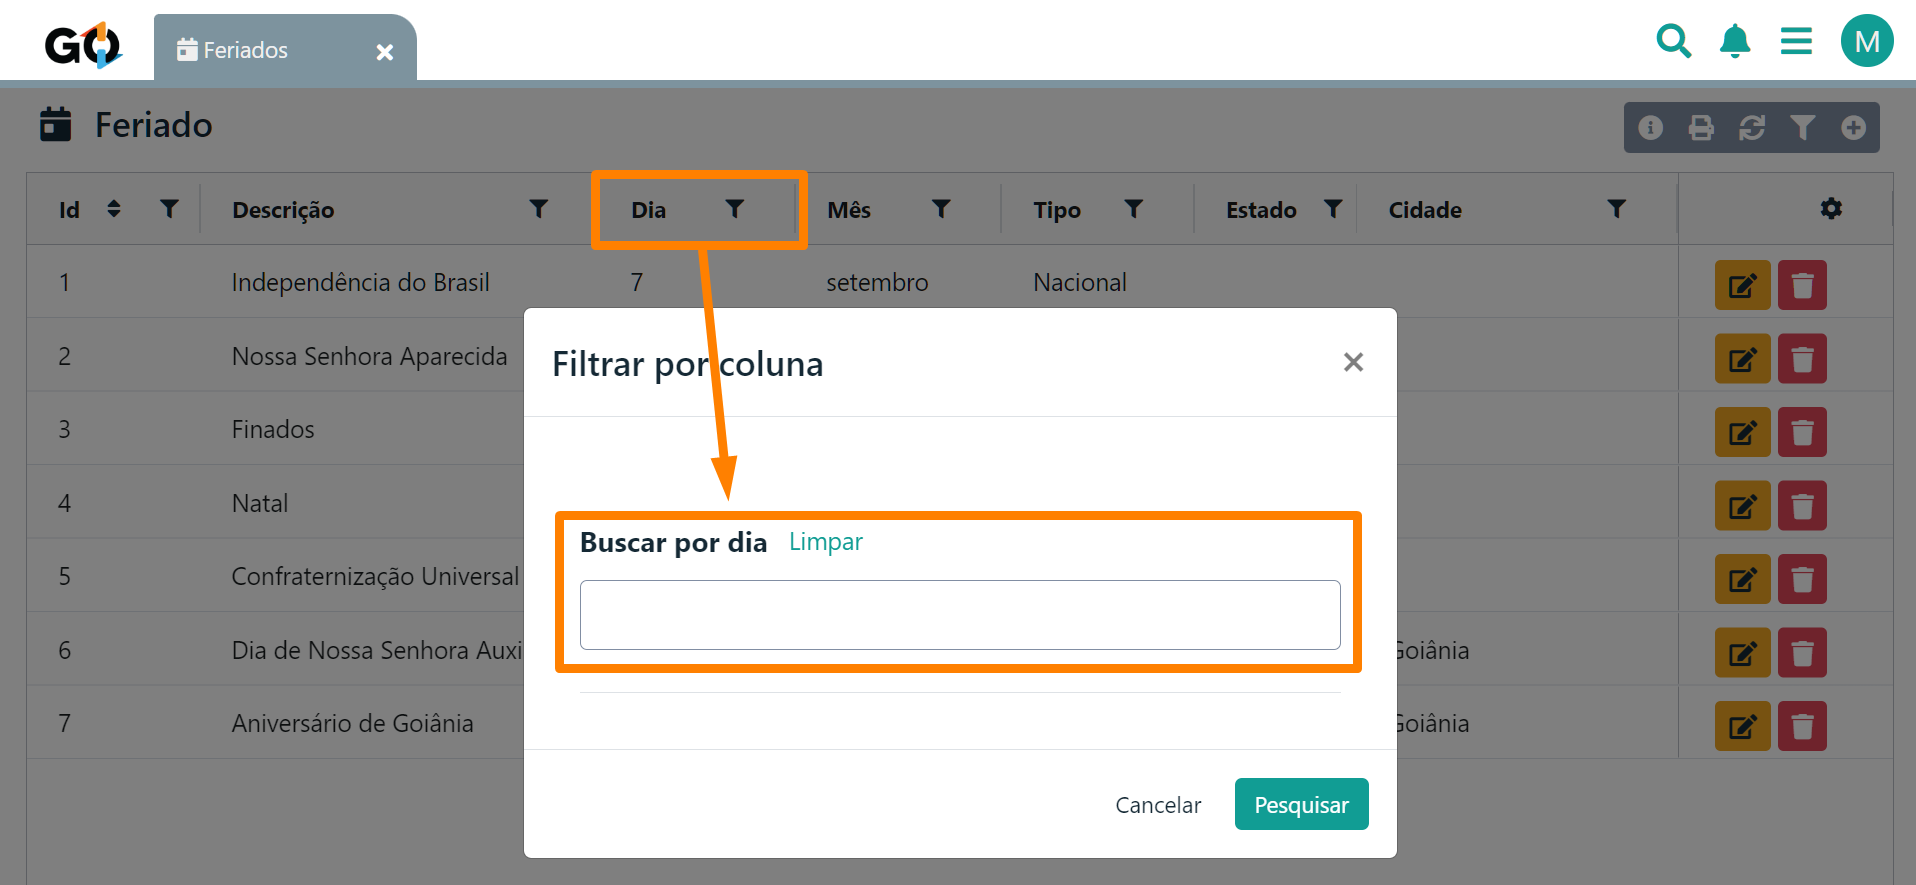 GO
Feriados
M
Feriado
Id Descrição Dia Mês Tipo Estado Cidade
1 Independência do Brasil 7 setembro Nacional
2 Nossa Senhora Aparecida
3 Finados
4 Natal
5 Confraternização Universal
6 Dia de Nossa Senhora Auxi Goiânia
7 Aniversário de Goiânia Goiânia
Filtrar por coluna
Buscar por dia Limpar
Cancelar Pesquisar